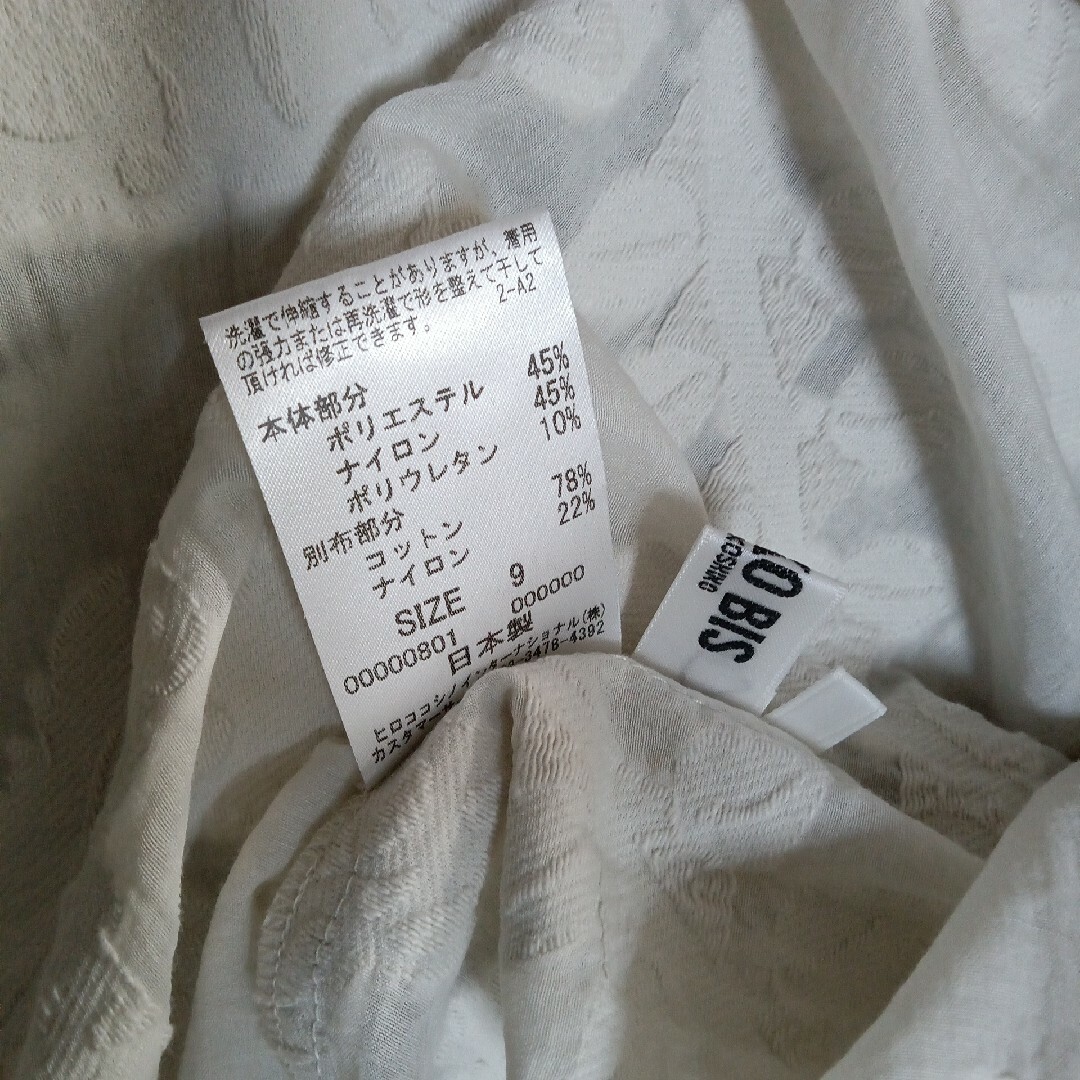 洗濯で伸縮することがありますが、着用
の張力または再洗濯で形を整えて干して
頂ければ修正できます。 2-A2
本体部分
ポリエステル 45%
ナイロン 45%
ポリウレタン 10%
別布部分
コットン 78%
ナイロン 22%
SIZE 9
00000801 000000
日本製
ヒロココシノインターナショナル(株)
カスタマー 3478-4392
KO BIS
KOSHINO